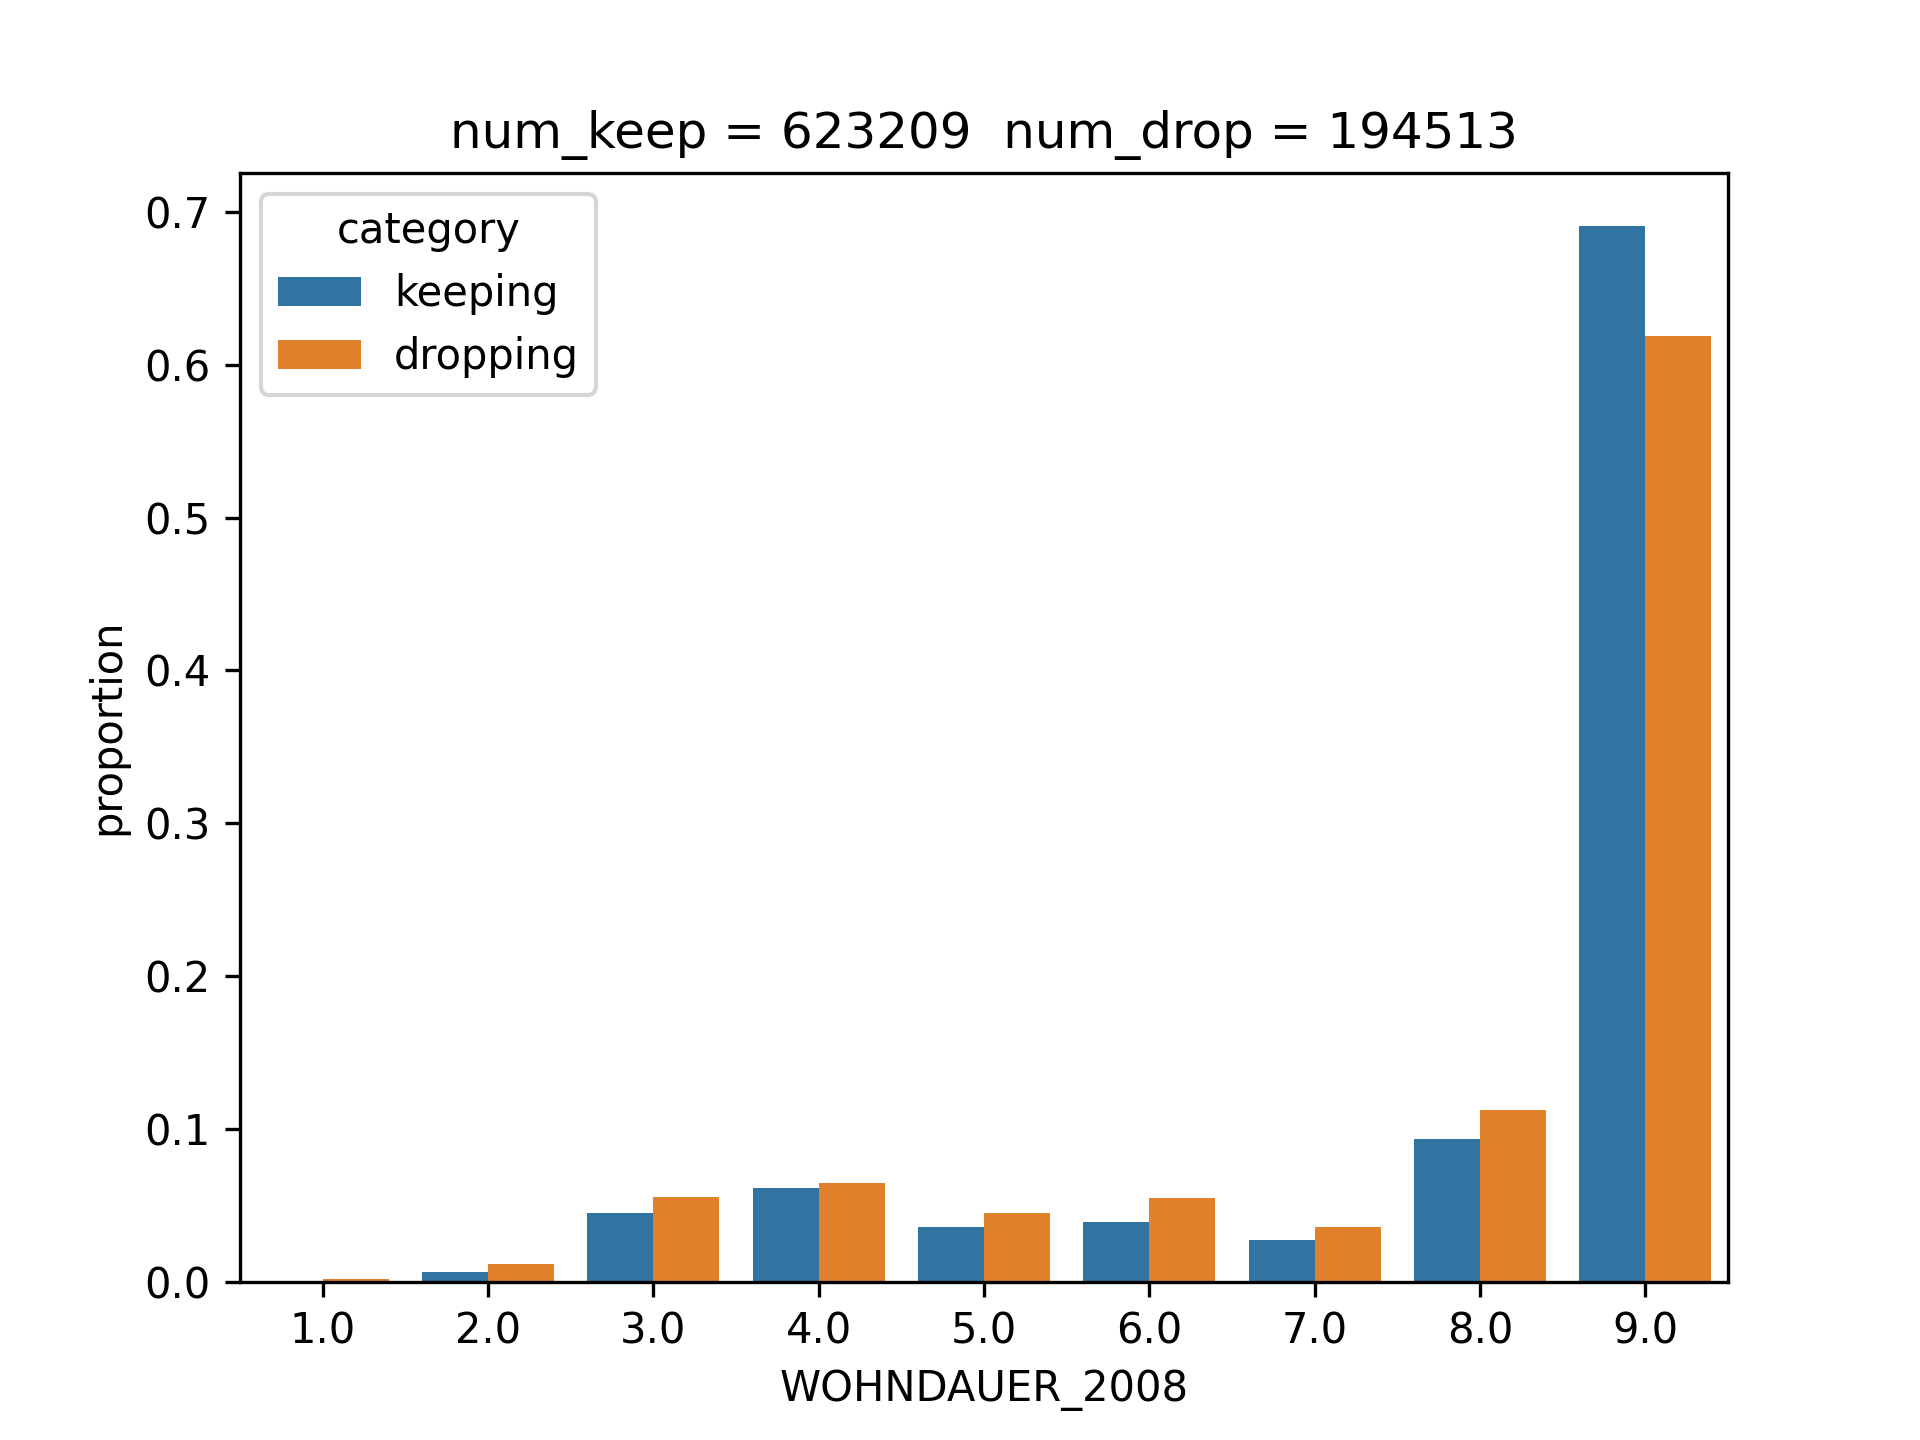 num_keep = 623209  num_drop = 194513
category
keeping
dropping
0.7
0.6
0.5
0.4
0.3
0.2
0.1
0.0
proportion
1.0 2.0 3.0 4.0 5.0 6.0 7.0 8.0 9.0
WOHNDAUER_2008